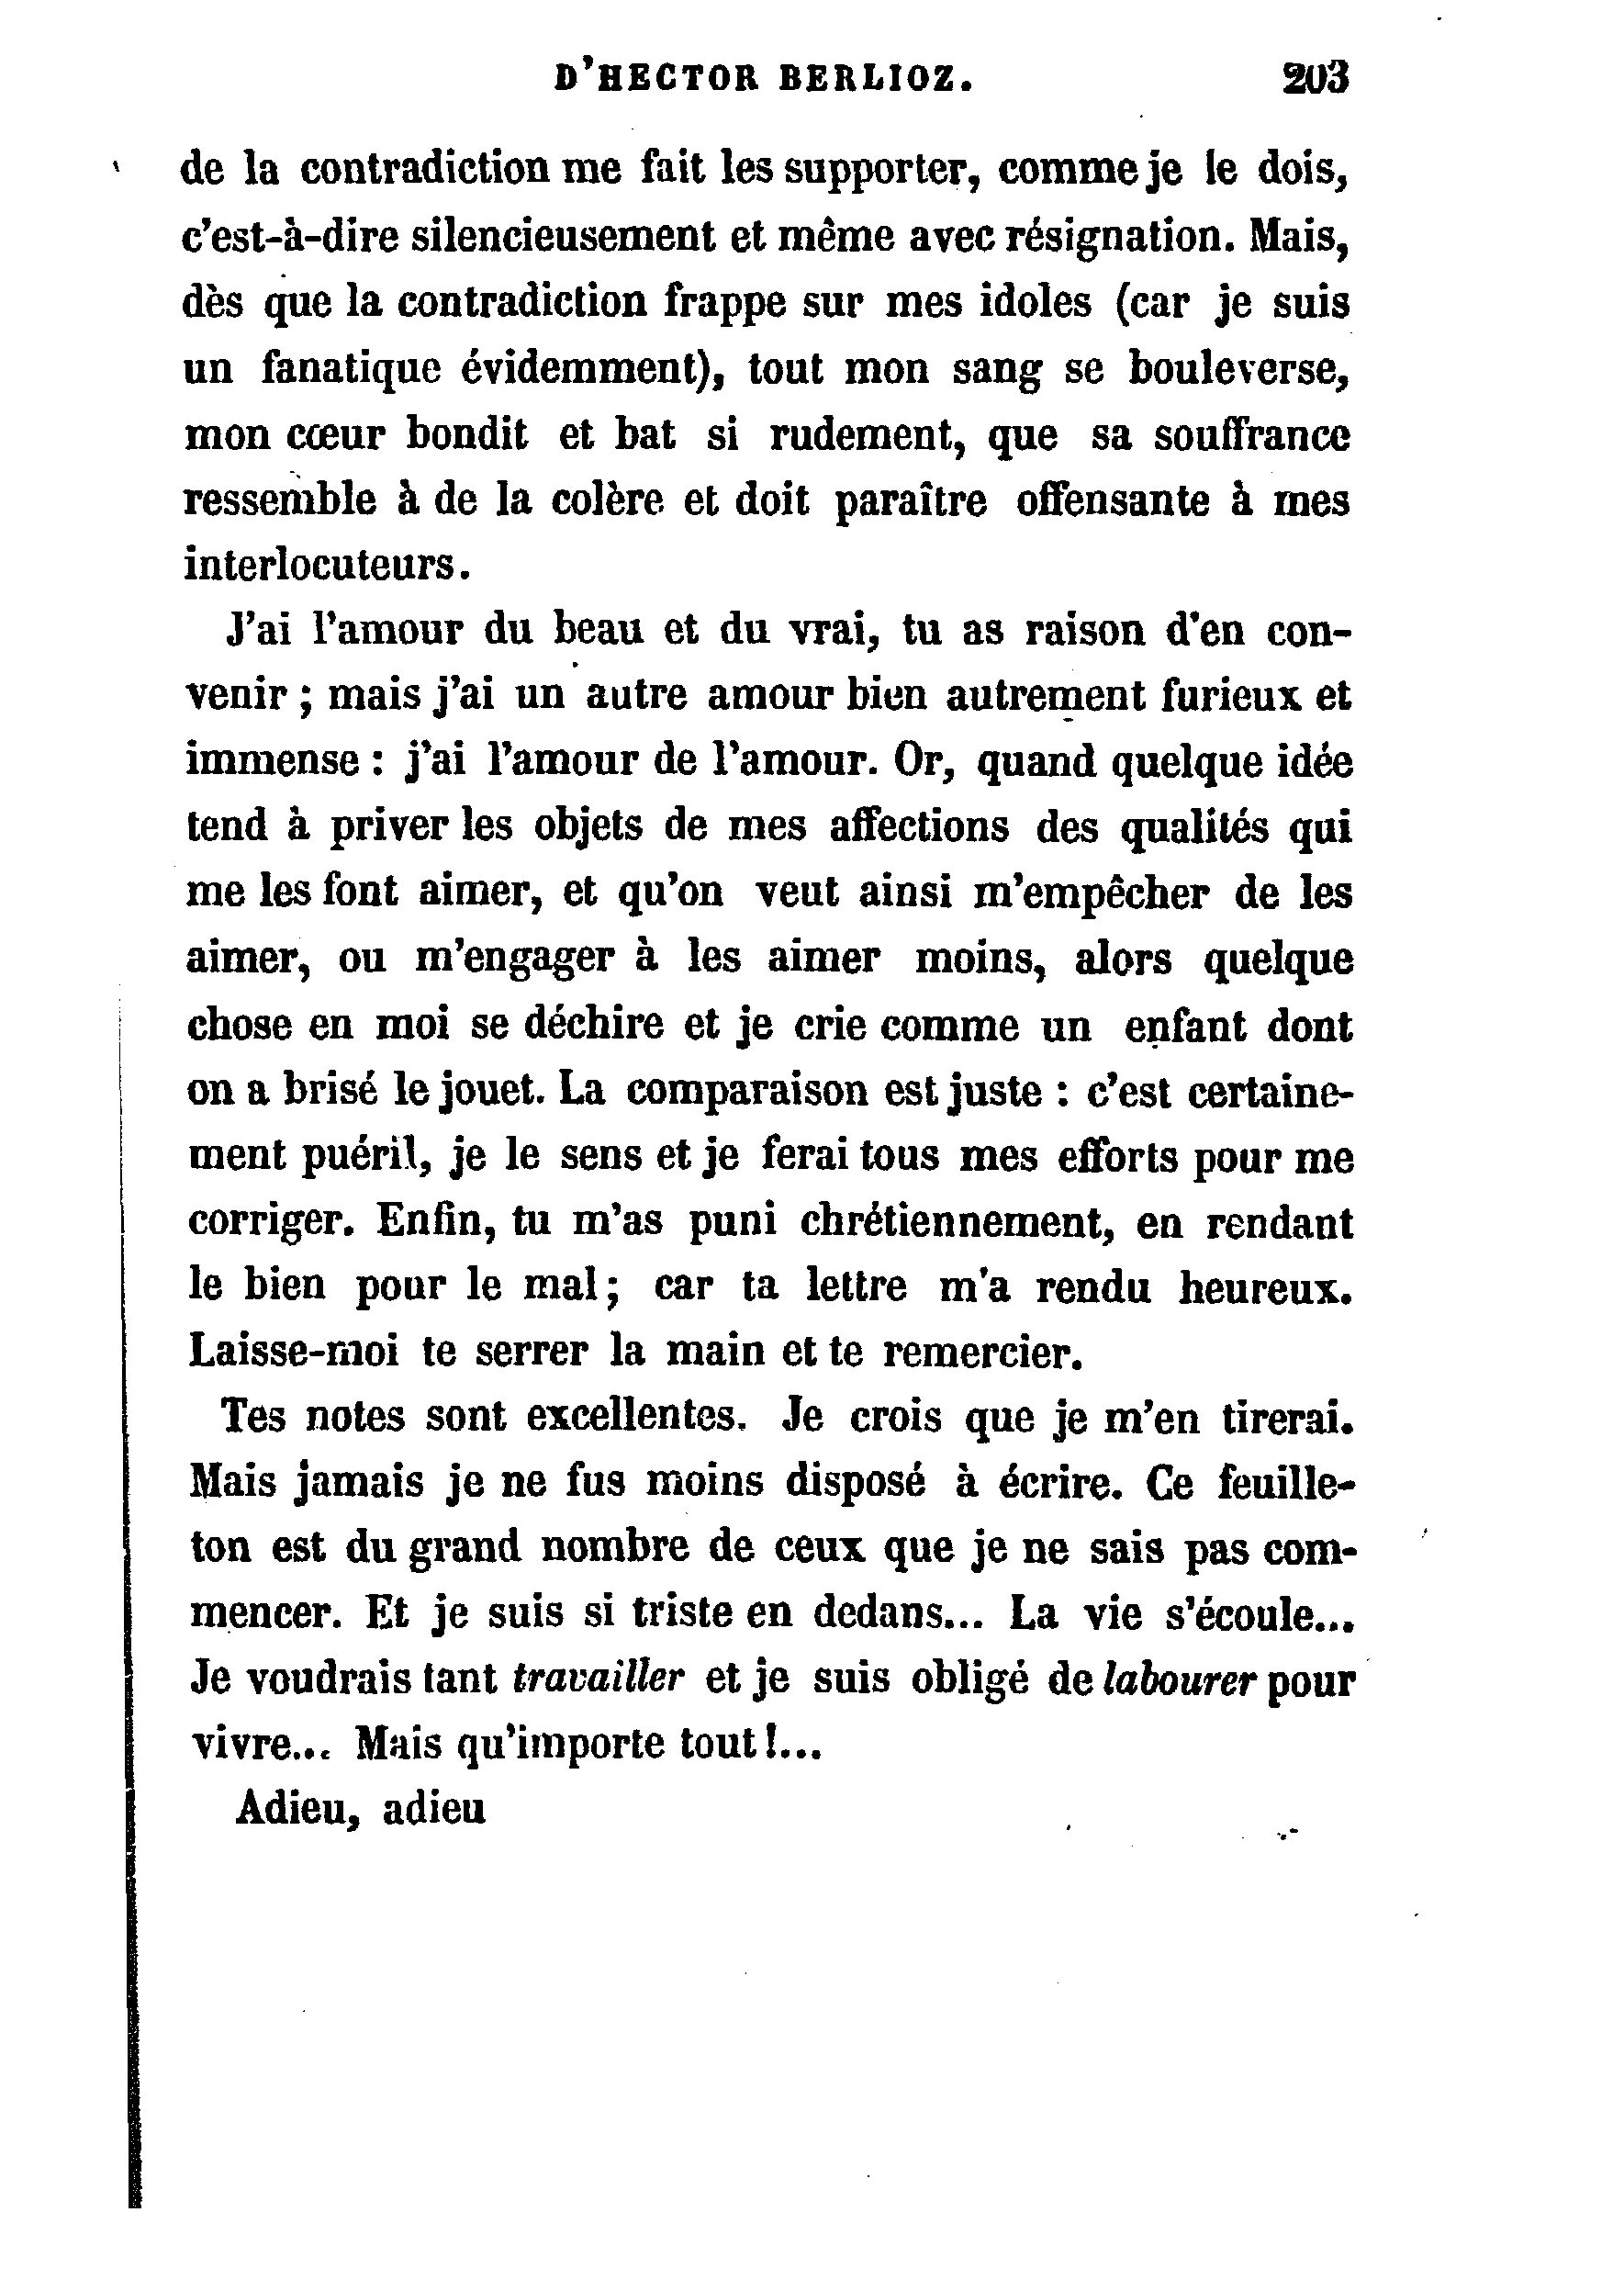 D'HECTOR BERLIOZ. 203
de la contradiction me fait les supporter, comme je le dois,
c'est-à-dire silencieusement et même avec résignation. Mais,
dès que la contradiction frappe sur mes idoles (car je suis
un fanatique évidemment), tout mon sang se bouleverse,
mon cœur bondit et bat si rudement, que sa souffrance
ressemble à de la colère et doit paraître offensante à mes
interlocuteurs.
J'ai l'amour du beau et du vrai, tu as raison d'en con-
venir ; mais j'ai un autre amour bien autrement furieux et
immense : j'ai l'amour de l'amour. Or, quand quelque idée
tend à priver les objets de mes affections des qualités qui
me les font aimer, et qu'on veut ainsi m'empêcher de les
aimer, ou m'engager à les aimer moins, alors quelque
chose en moi se déchire et je crie comme un enfant dont
on a brisé le jouet. La comparaison est juste : c'est certaine-
ment puéril, je le sens et je ferai tous mes efforts pour me
corriger. Enfin, tu m'as puni chrétiennement, en rendant
le bien pour le mal ; car ta lettre m'a rendu heureux.
Laisse-moi te serrer la main et te remercier.
Tes notes sont excellentes. Je crois que je m'en tirerai.
Mais jamais je ne fus moins disposé à écrire. Ce feuille-
ton est du grand nombre de ceux que je ne sais pas com-
mencer. Et je suis si triste en dedans... La vie s'écoule...
Je voudrais tant travailler et je suis obligé de labourer pour
vivre... Mais qu'importe tout !...
Adieu, adieu